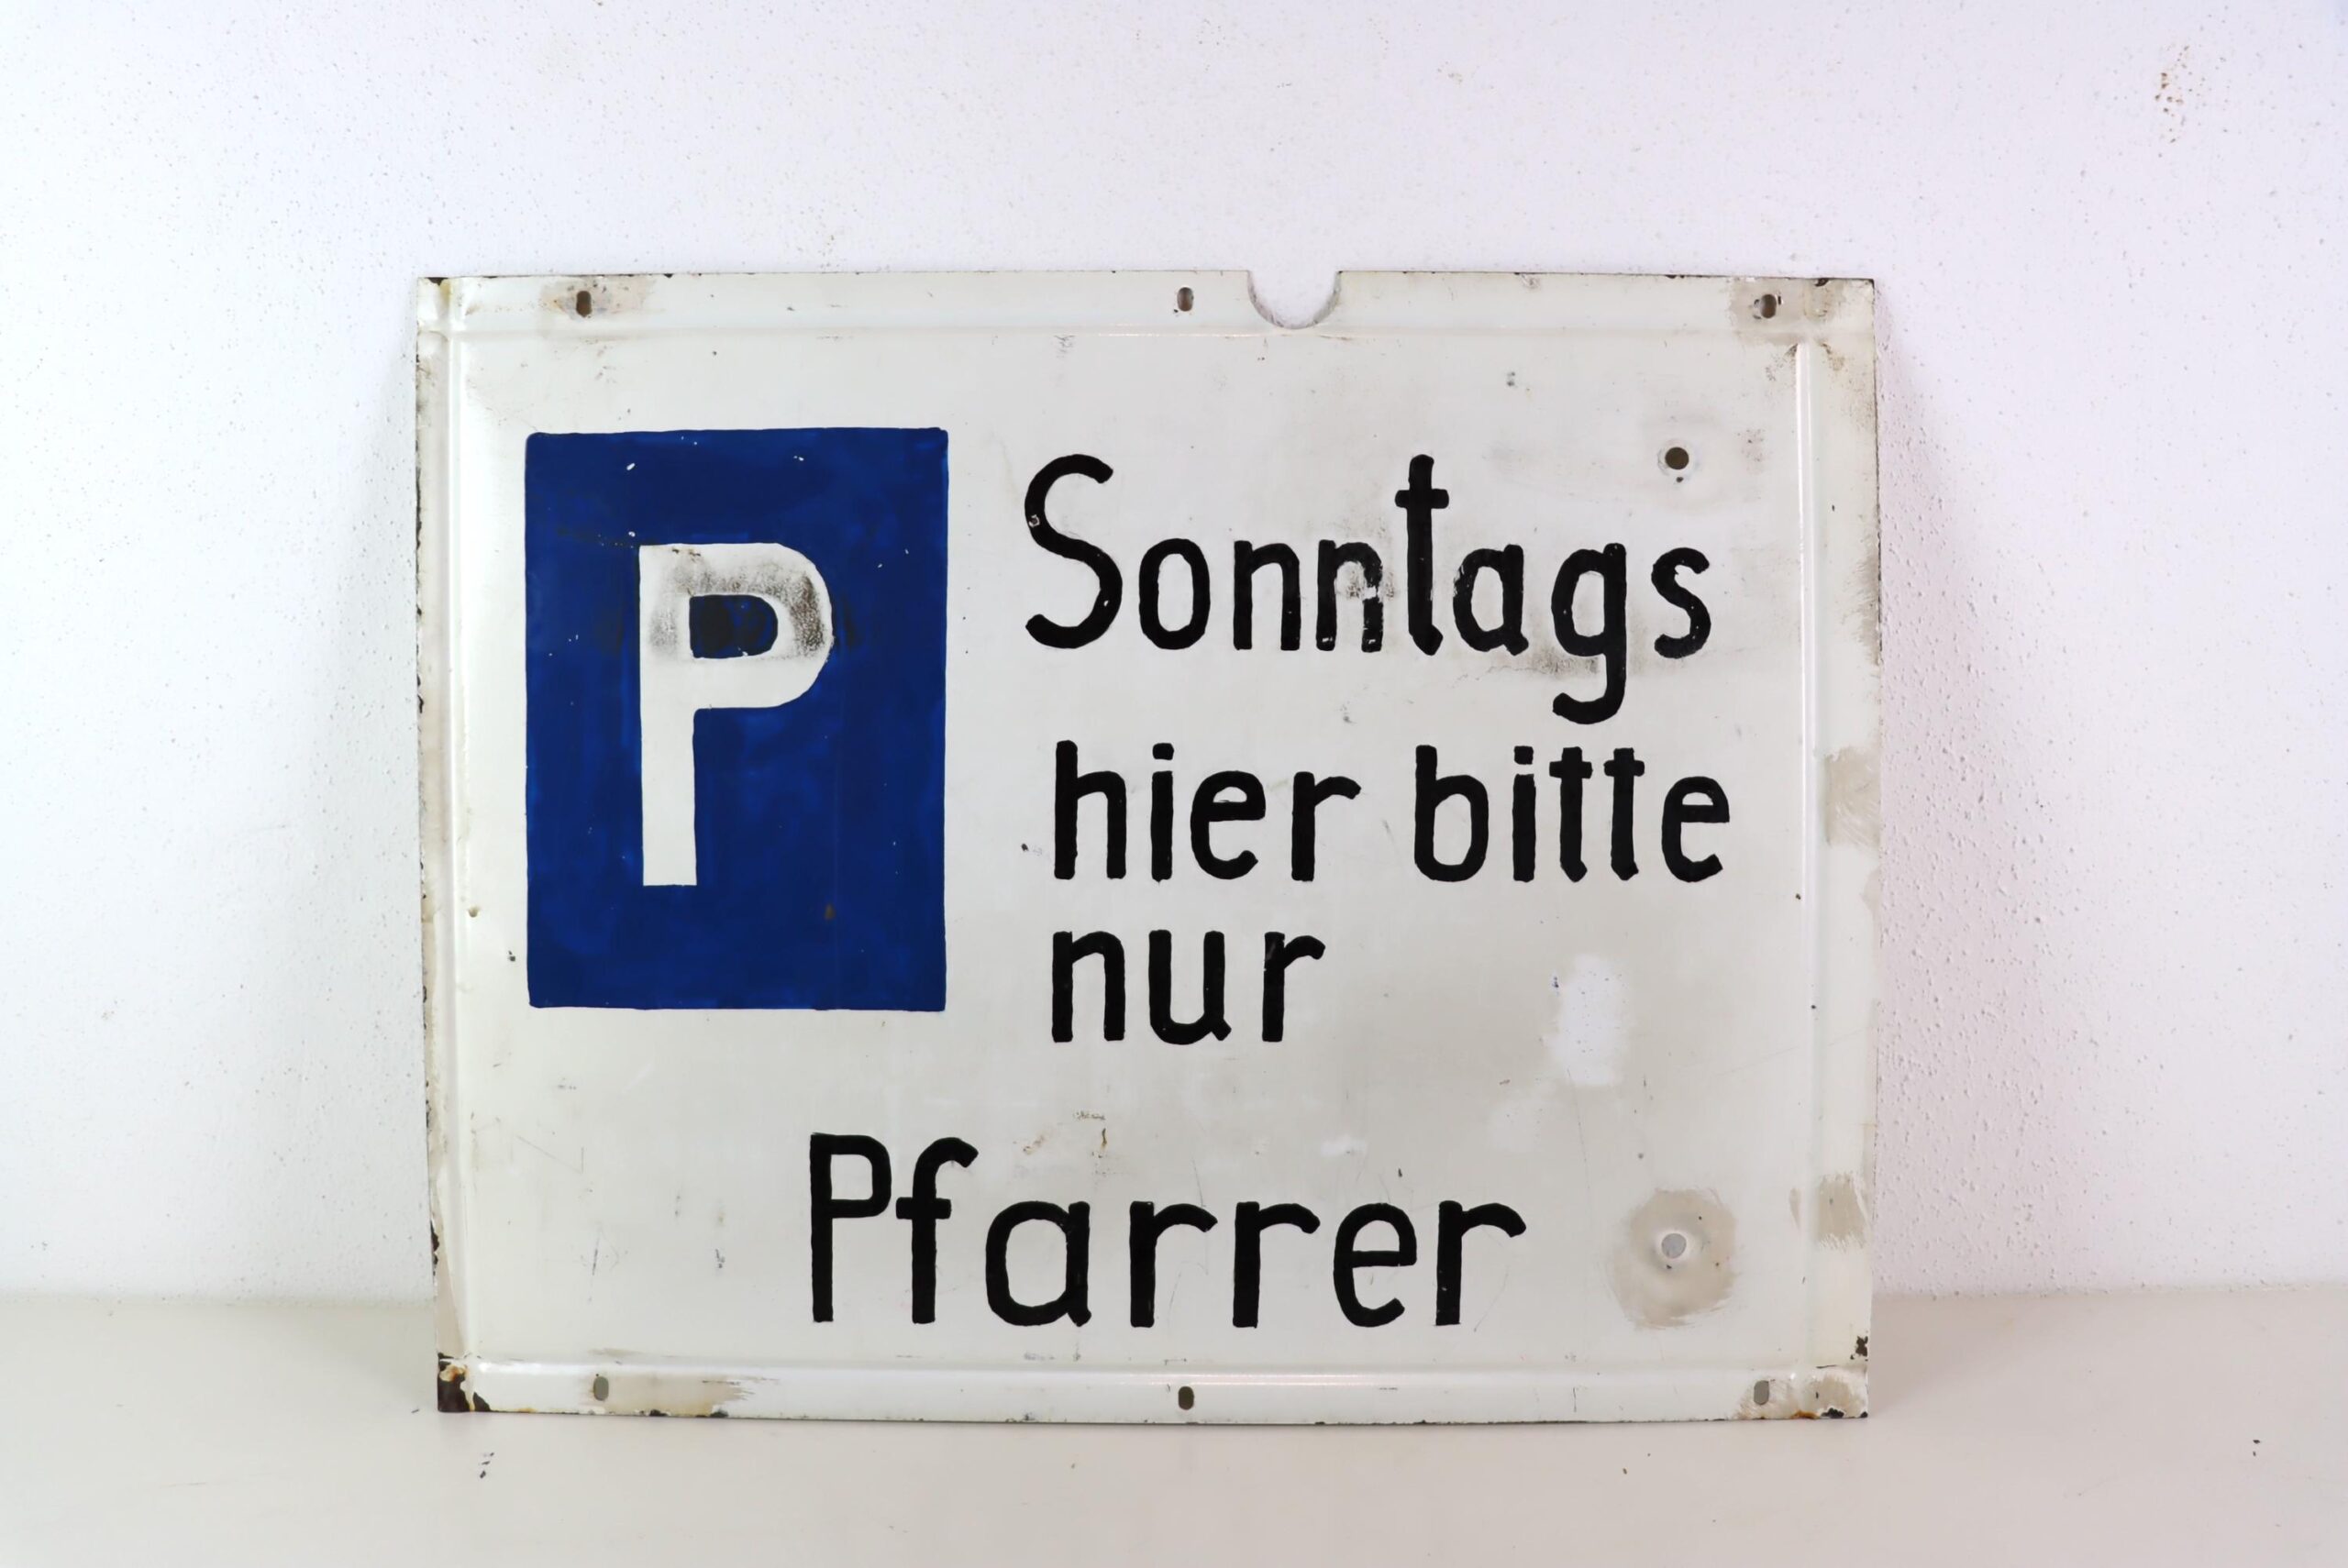 P
Sonntags
hier bitte
nur
Pfarrer